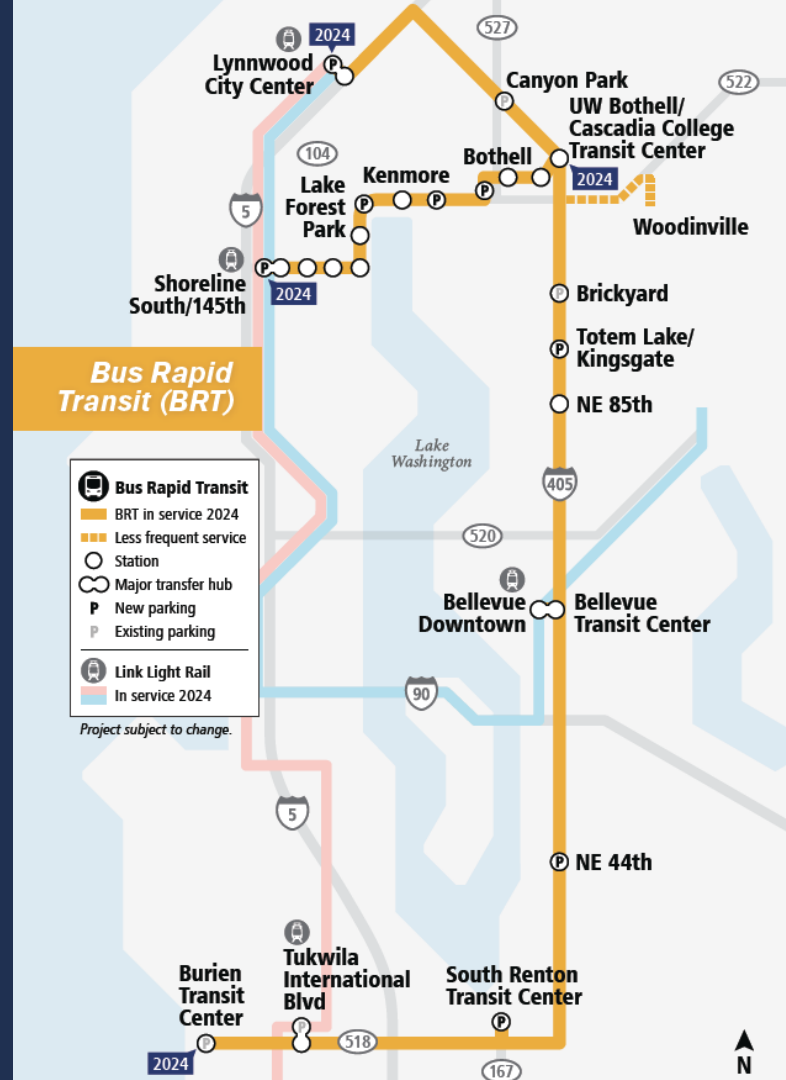 2024
527
Lynnwood
City Center
P
Canyon Park
P
522
UW Bothell/
Cascadia College
Transit Center
2024
104
Bothell
Kenmore
P
P
P
Lake
Forest
Park
5
Woodinville
Shoreline
South/145th
P
2024
P
Brickyard
P
Totem Lake/
Kingsgate
Bus Rapid
Transit (BRT)
NE 85th
Lake
Washington
405
Bus Rapid Transit
BRT in service 2024
Less frequent service
Station
Major transfer hub
P New parking
P Existing parking
Link Light Rail
In service 2024
Project subject to change.
520
Bellevue
Downtown
Bellevue
Transit Center
90
5
P
NE 44th
Tukwila
International
Blvd
P
Burien
Transit
Center
P
2024
South Renton
Transit Center
P
518
167
N